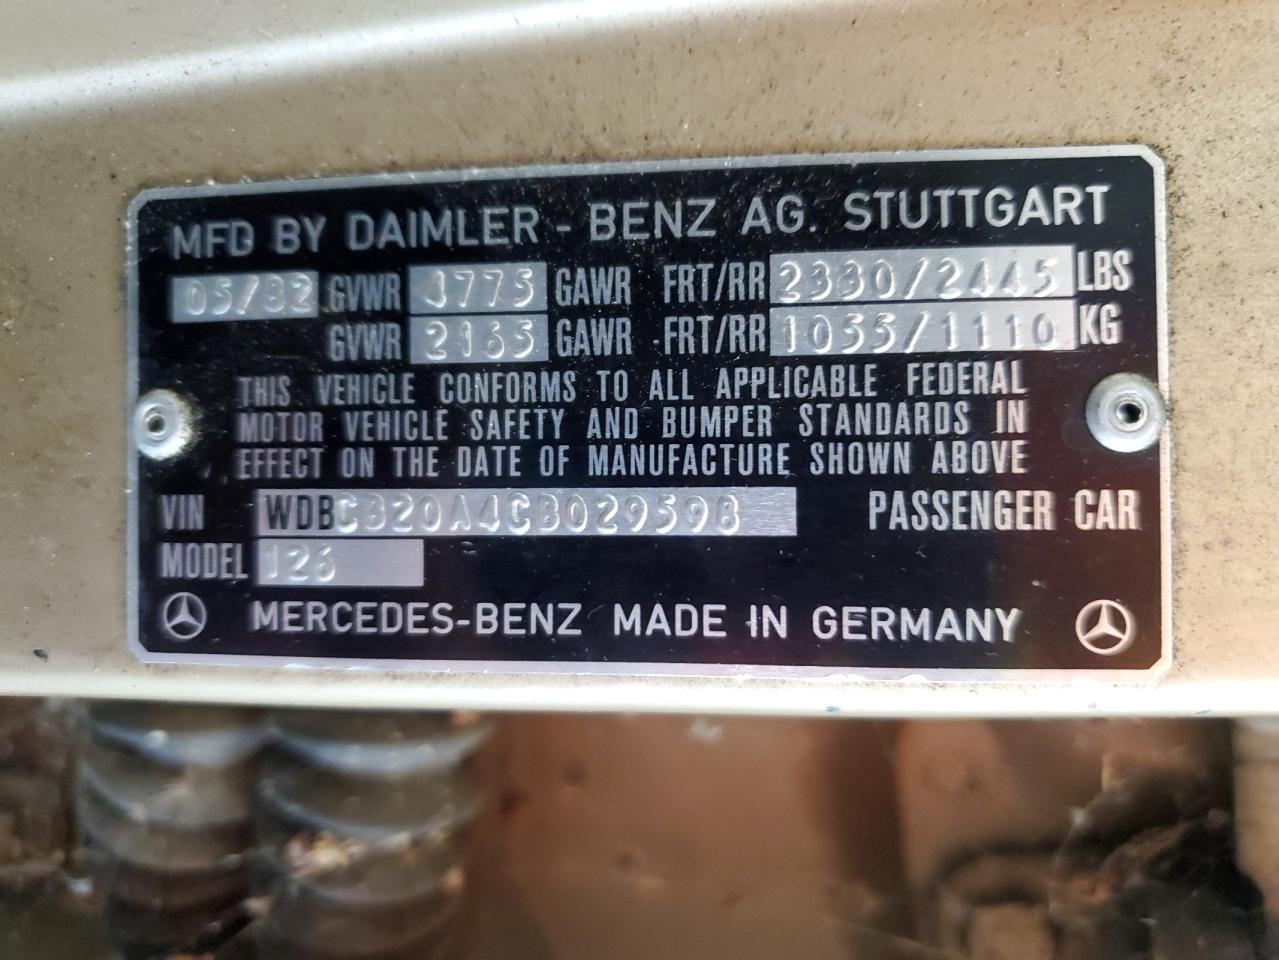 MFD BY DAIMLER - BENZ AG. STUTTGART
05/82 GVWR 4775 GAWR FRT/RR 2330/2445 LBS
GVWR 2165 GAWR FRT/RR 1055/1110 KG
THIS VEHICLE CONFORMS TO ALL APPLICABLE FEDERAL
MOTOR VEHICLE SAFETY AND BUMPER STANDARDS IN
EFFECT ON THE DATE OF MANUFACTURE SHOWN ABOVE
VIN WDBCB20A4CB029598 PASSENGER CAR
MODEL 126
MERCEDES-BENZ MADE IN GERMANY